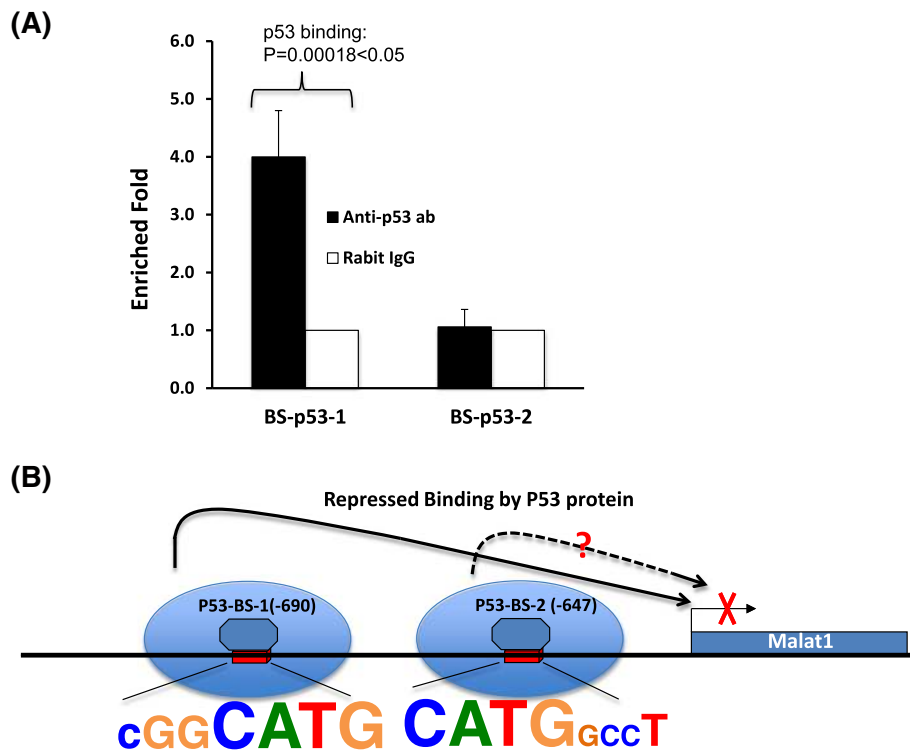 (A)
p53 binding:
P=0.00018<0.05
6.0
5.0
4.0
3.0
2.0
1.0
0.0
Enriched Fold
Anti-p53 ab
Rabit IgG
BS-p53-1
BS-p53-2
(B)
Repressed Binding by P53 protein
?
P53-BS-1(-690)
P53-BS-2 (-647)
X
Malat1
cGGCATG
CATGGCCT